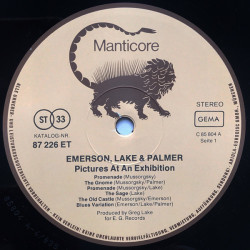 Manticore
ST 33
STEREO
KATALOG-NR.
87 226 ET
GEMA
C 85 804 A
Seite 1
EMERSON, LAKE & PALMER
Pictures At An Exhibition
Promenade (Mussorgsky)
The Gnome (Mussorgsky/Palmer)
Promenade (Mussorgsky/Lake)
The Sage (Lake)
The Old Castle (Mussorgsky/Emerson)
Blues Variation (Emerson/Lake/Palmer)
Produced by Greg Lake
for E. G. Records